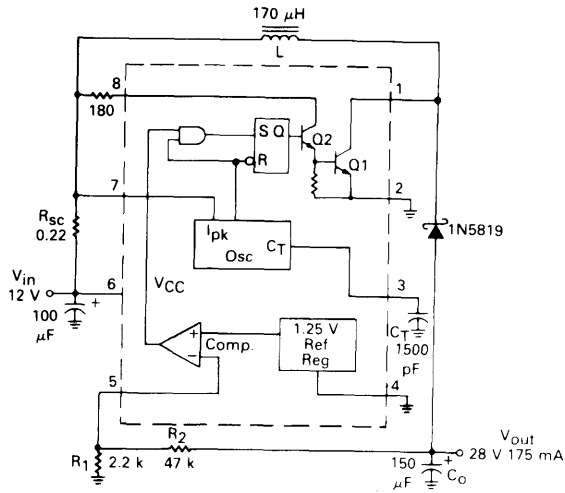 170 μH
L
8
1
180
S Q
Q2
Q1
R
7
2
Rsc
0.22
Ipk
CT
Osc
1N5819
Vin
12 V
6
VCC
3
100
μF
+
CT
1500
pF
+
Comp.
−
1.25 V
Ref
Reg
5
4
R2
R1
2.2 k
47 k
Vout
28 V 175 mA
150
μF
+
Co